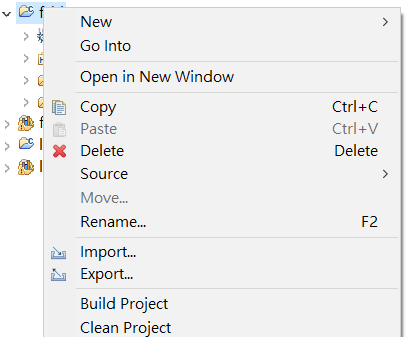 New
Go Into
Open in New Window
Copy Ctrl+C
Paste Ctrl+V
Delete Delete
Source
Move...
Rename... F2
Import...
Export...
Build Project
Clean Project